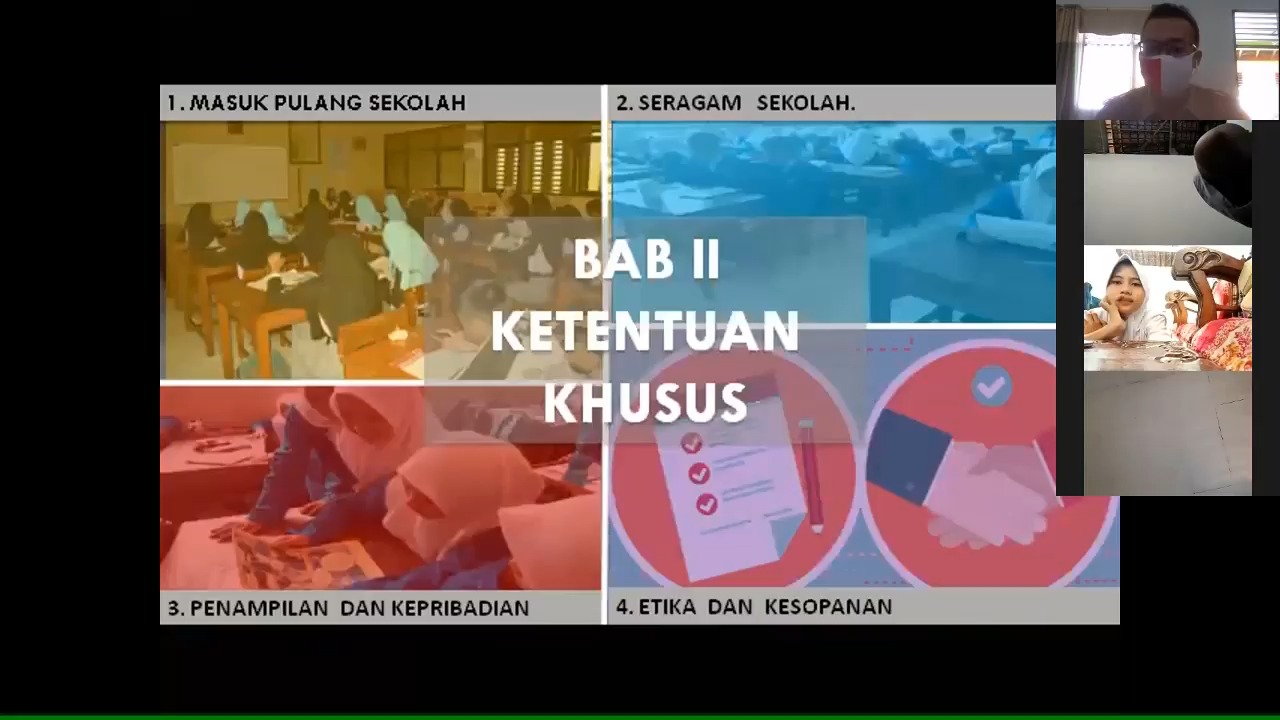 1. MASUK PULANG SEKOLAH
2. SERAGAM SEKOLAH.
BAB II
KETENTUAN
KHUSUS
3. PENAMPILAN DAN KEPRIBADIAN
4. ETIKA DAN KESOPANAN